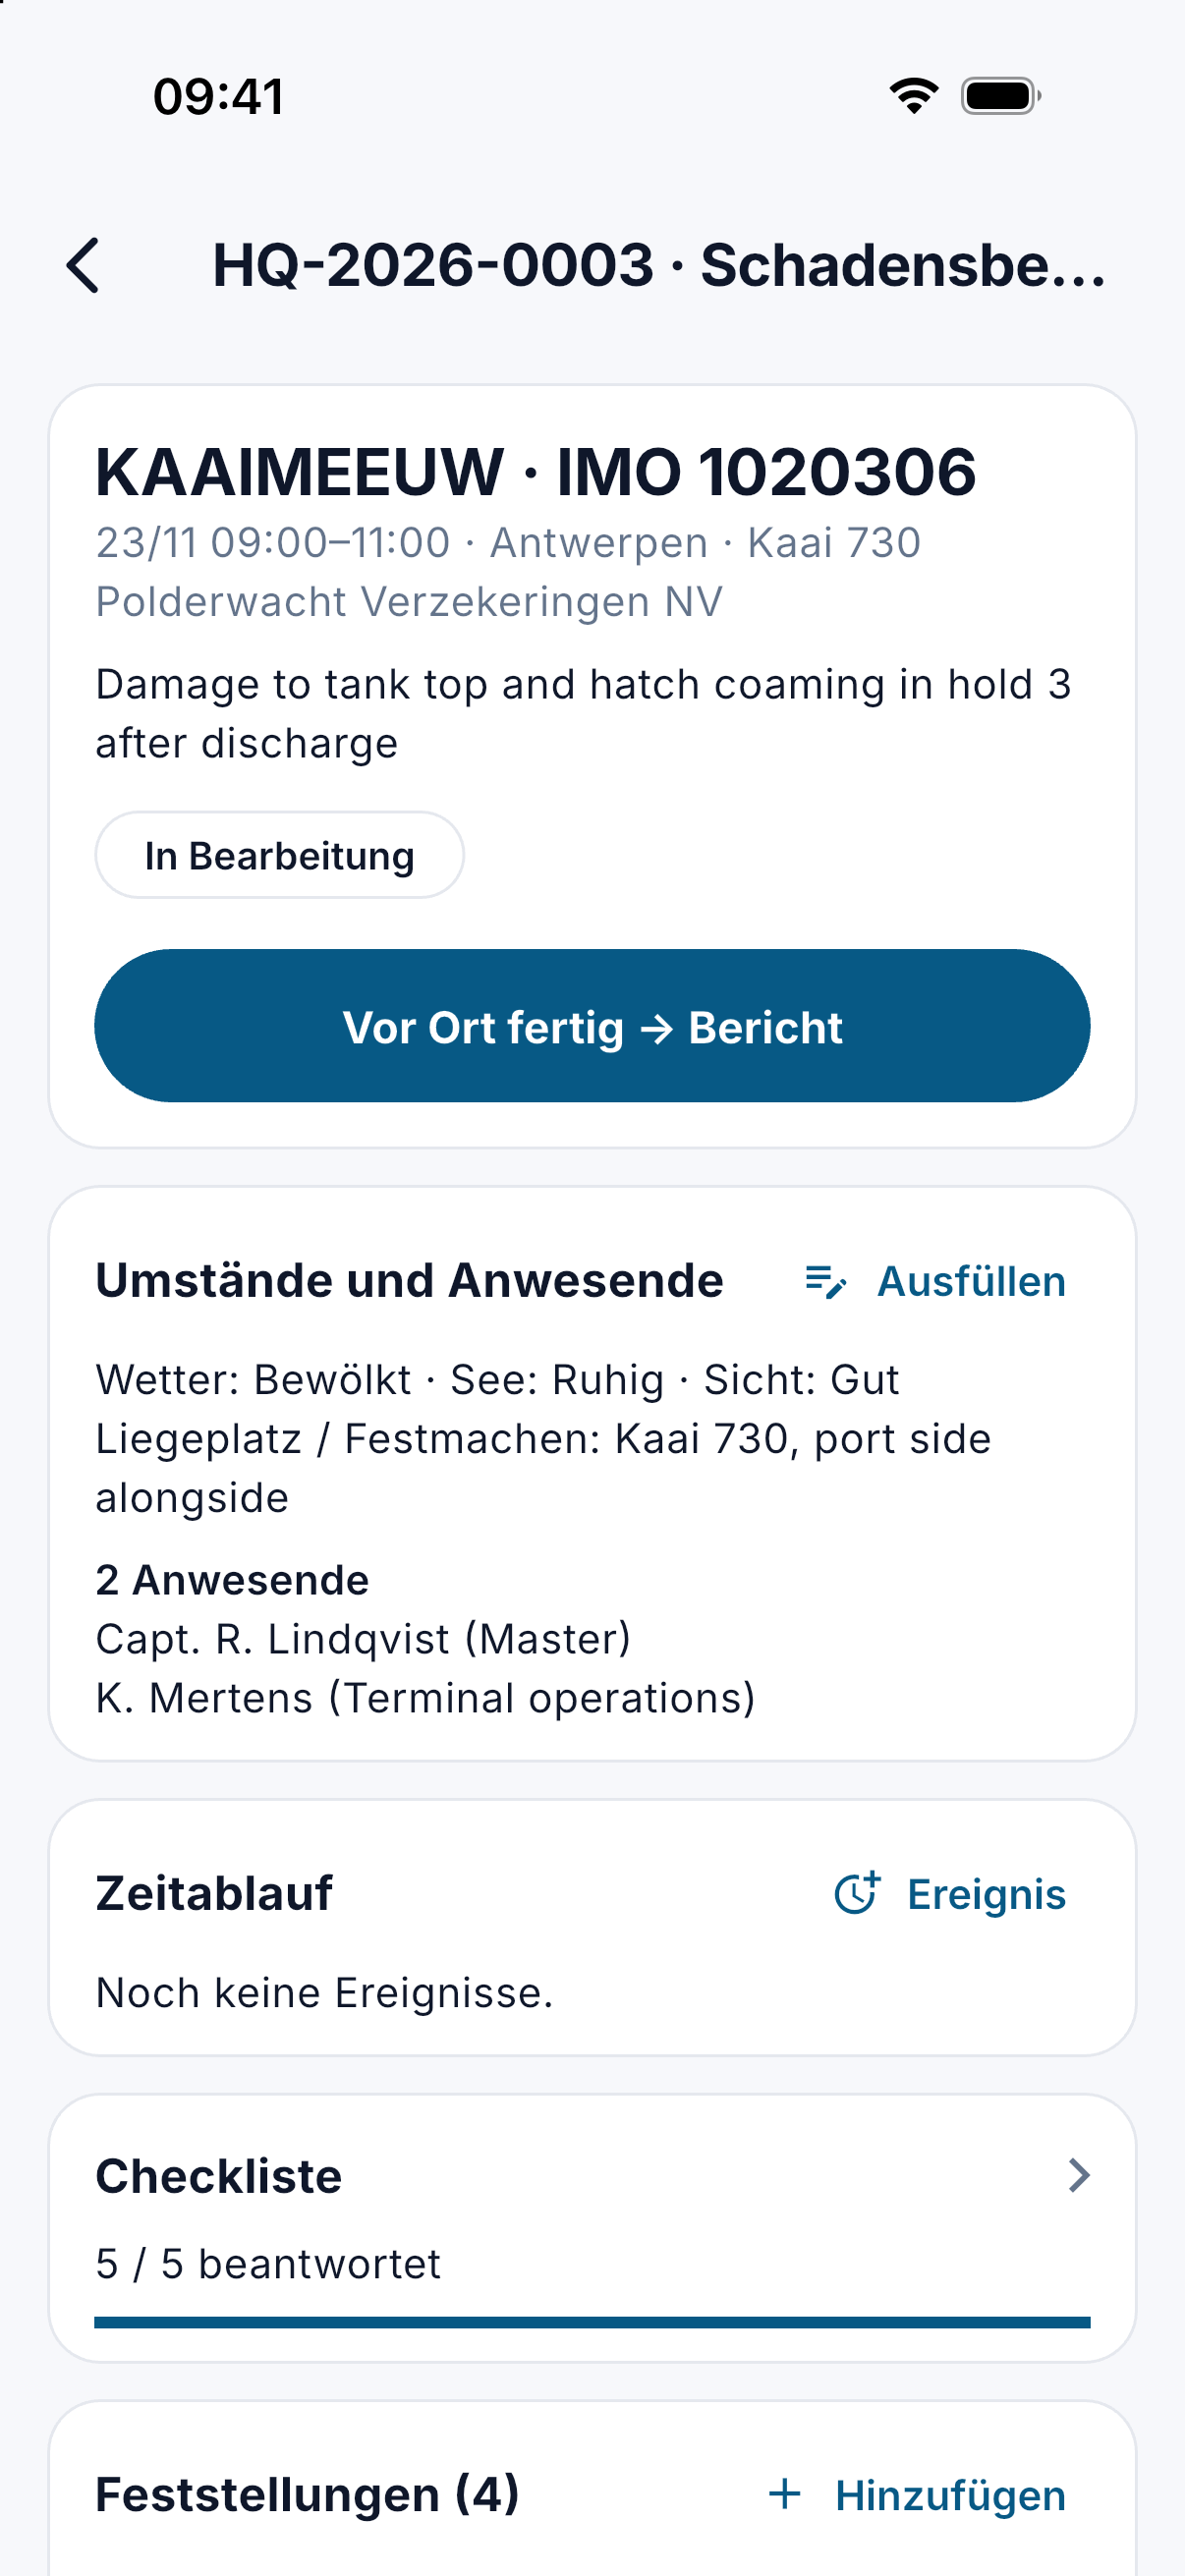 09:41
HQ-2026-0003 · Schadensbe...
KAAIMEEUW · IMO 1020306
23/11 09:00–11:00 · Antwerpen · Kaai 730
Polderwacht Verzekeringen NV
Damage to tank top and hatch coaming in hold 3
after discharge
In Bearbeitung
Vor Ort fertig → Bericht
Umstände und Anwesende
Ausfüllen
Wetter: Bewölkt · See: Ruhig · Sicht: Gut
Liegeplatz / Festmachen: Kaai 730, port side
alongside
2 Anwesende
Capt. R. Lindqvist (Master)
K. Mertens (Terminal operations)
Zeitablauf
Ereignis
Noch keine Ereignisse.
Checkliste
5 / 5 beantwortet
Feststellungen (4)
Hinzufügen